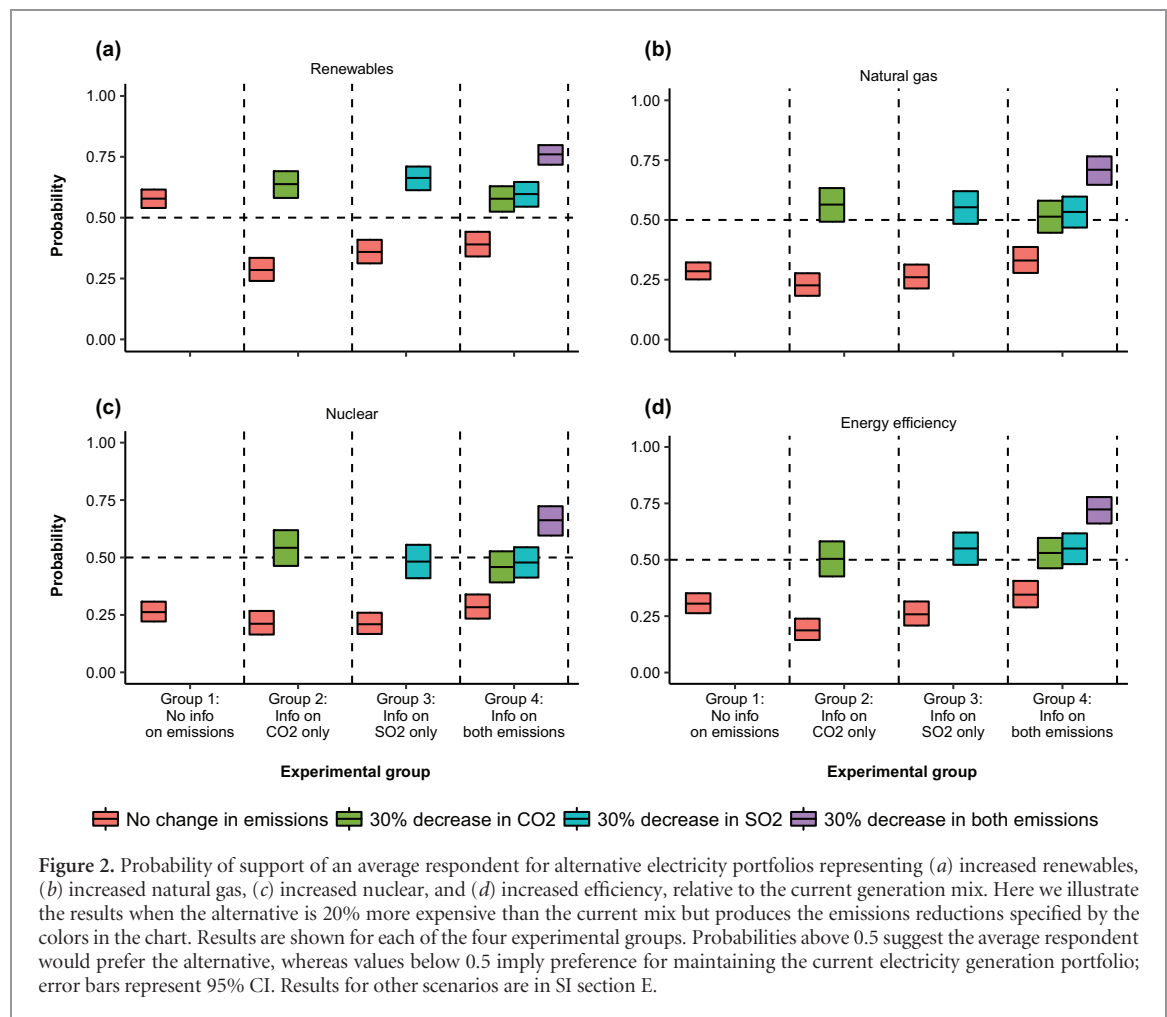 (a)
Renewables
1.00
0.75
0.50
0.25
0.00
Probability
(b)
Natural gas
1.00
0.75
0.50
0.25
0.00
(c)
Nuclear
1.00
0.75
0.50
0.25
0.00
Probability
Group 1:
No info
on emissions
Group 2:
Info on
CO2 only
Group 3:
Info on
SO2 only
Group 4:
Info on
both emissions
Experimental group
(d)
Energy efficiency
1.00
0.75
0.50
0.25
0.00
Group 1:
No info
on emissions
Group 2:
Info on
CO2 only
Group 3:
Info on
SO2 only
Group 4:
Info on
both emissions
Experimental group
No change in emissions 30% decrease in CO2 30% decrease in SO2 30% decrease in both emissions
Figure 2. Probability of support of an average respondent for alternative electricity portfolios representing (a) increased renewables,
(b) increased natural gas, (c) increased nuclear, and (d) increased efficiency, relative to the current generation mix. Here we illustrate
the results when the alternative is 20% more expensive than the current mix but produces the emissions reductions specified by the
colors in the chart. Results are shown for each of the four experimental groups. Probabilities above 0.5 suggest the average respondent
would prefer the alternative, whereas values below 0.5 imply preference for maintaining the current electricity generation portfolio;
error bars represent 95% CI. Results for other scenarios are in SI section E.